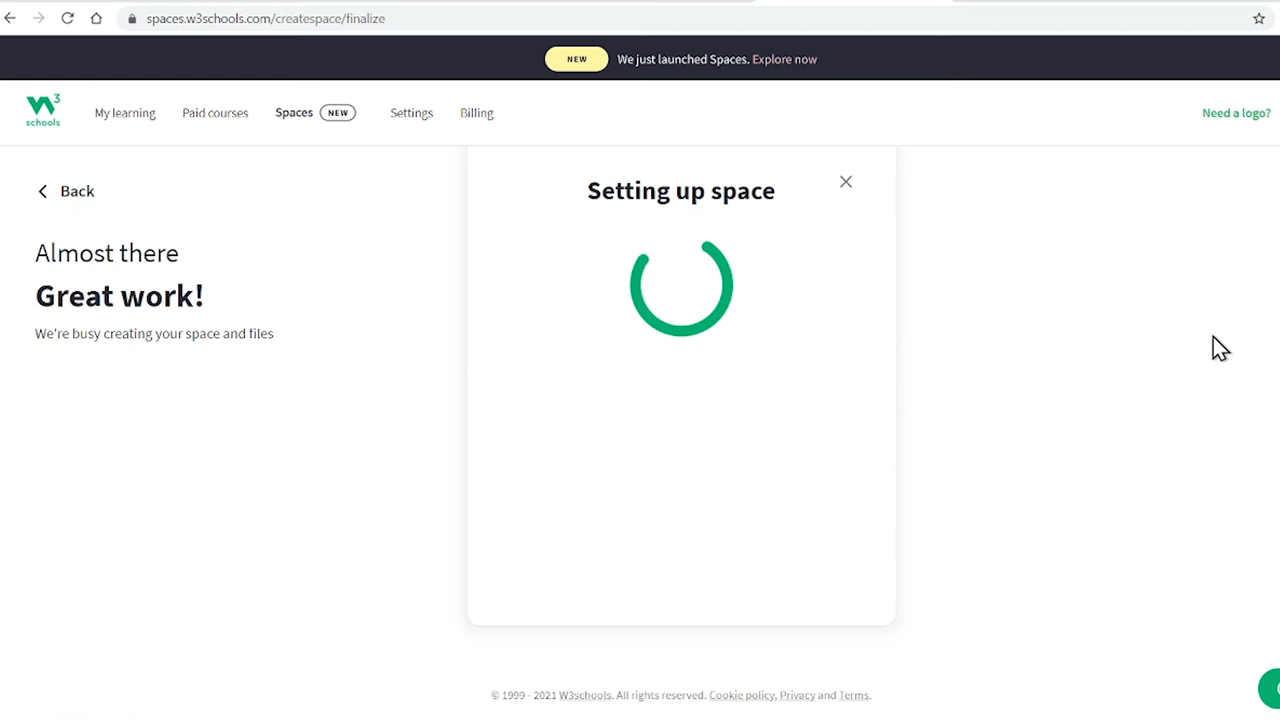 spaces.w3schools.com/createspace/finalize
NEW We just launched Spaces. Explore now
W3 schools
My learning Paid courses Spaces NEW Settings Billing Need a logo?
Back
Setting up space
Almost there
Great work!
We're busy creating your space and files
© 1999 - 2021 W3schools. All rights reserved. Cookie policy, Privacy and Terms.